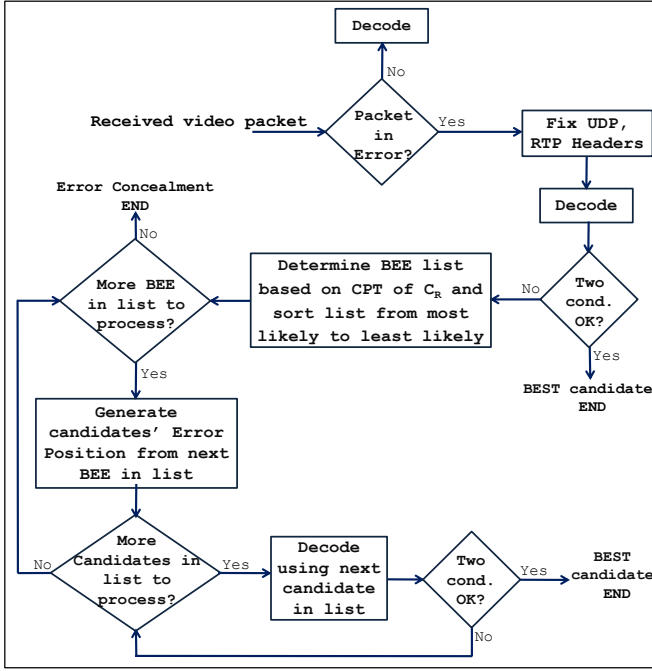 Decode
No
Received video packet
Packet
in
Error?
Yes
Fix UDP,
RTP Headers
Decode
Error Concealment
END
No
More BEE
in list to
process?
Determine BEE list
based on CPT of C_R and
sort list from most
likely to least likely
No
Two
cond.
OK?
Yes
BEST candidate
END
Yes
Generate
candidates' Error
Position from next
BEE in list
More
Candidates in
list to
process?
No
Yes
Decode
using next
candidate
in list
Two
cond.
OK?
Yes
BEST
candidate
END
No